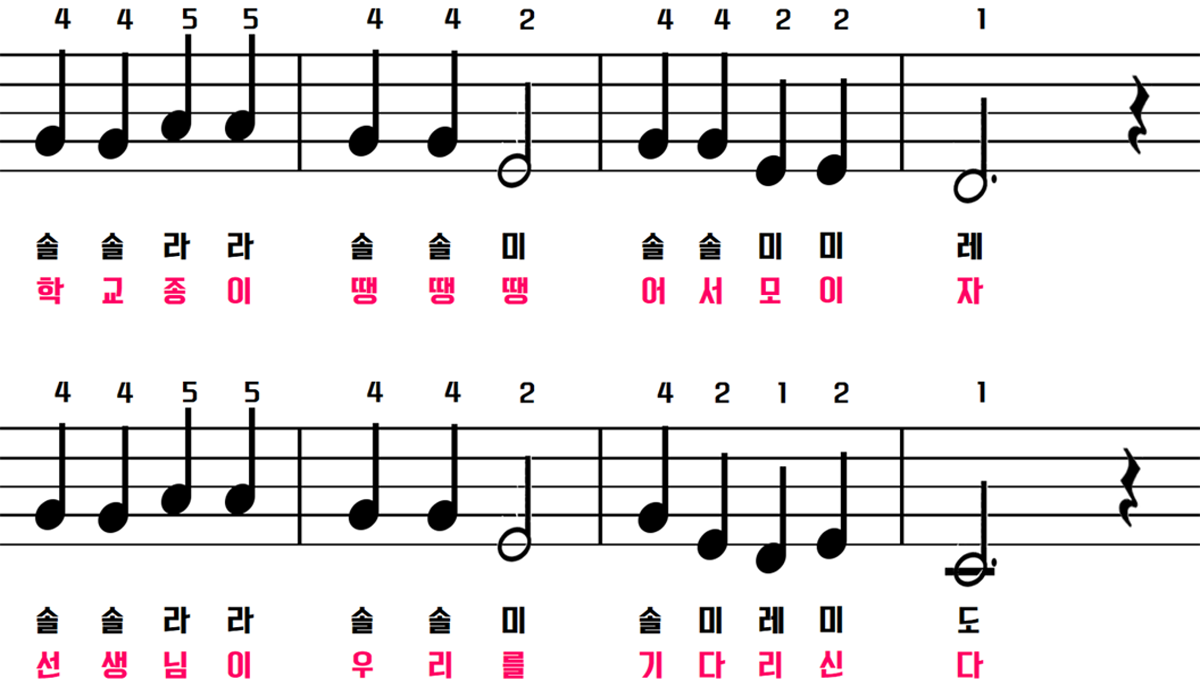 4 4 5 5 4 4 2 4 4 2 2 1
솔 솔 라 라 솔 솔 미 솔 솔 미 미 레
학 교 종 이 땡 땡 땡 어 서 모 이 자
4 4 5 5 4 4 2 4 2 1 2 1
솔 솔 라 라 솔 솔 미 솔 미 레 미 도
선 생 님 이 우 리 를 기 다 리 신 다